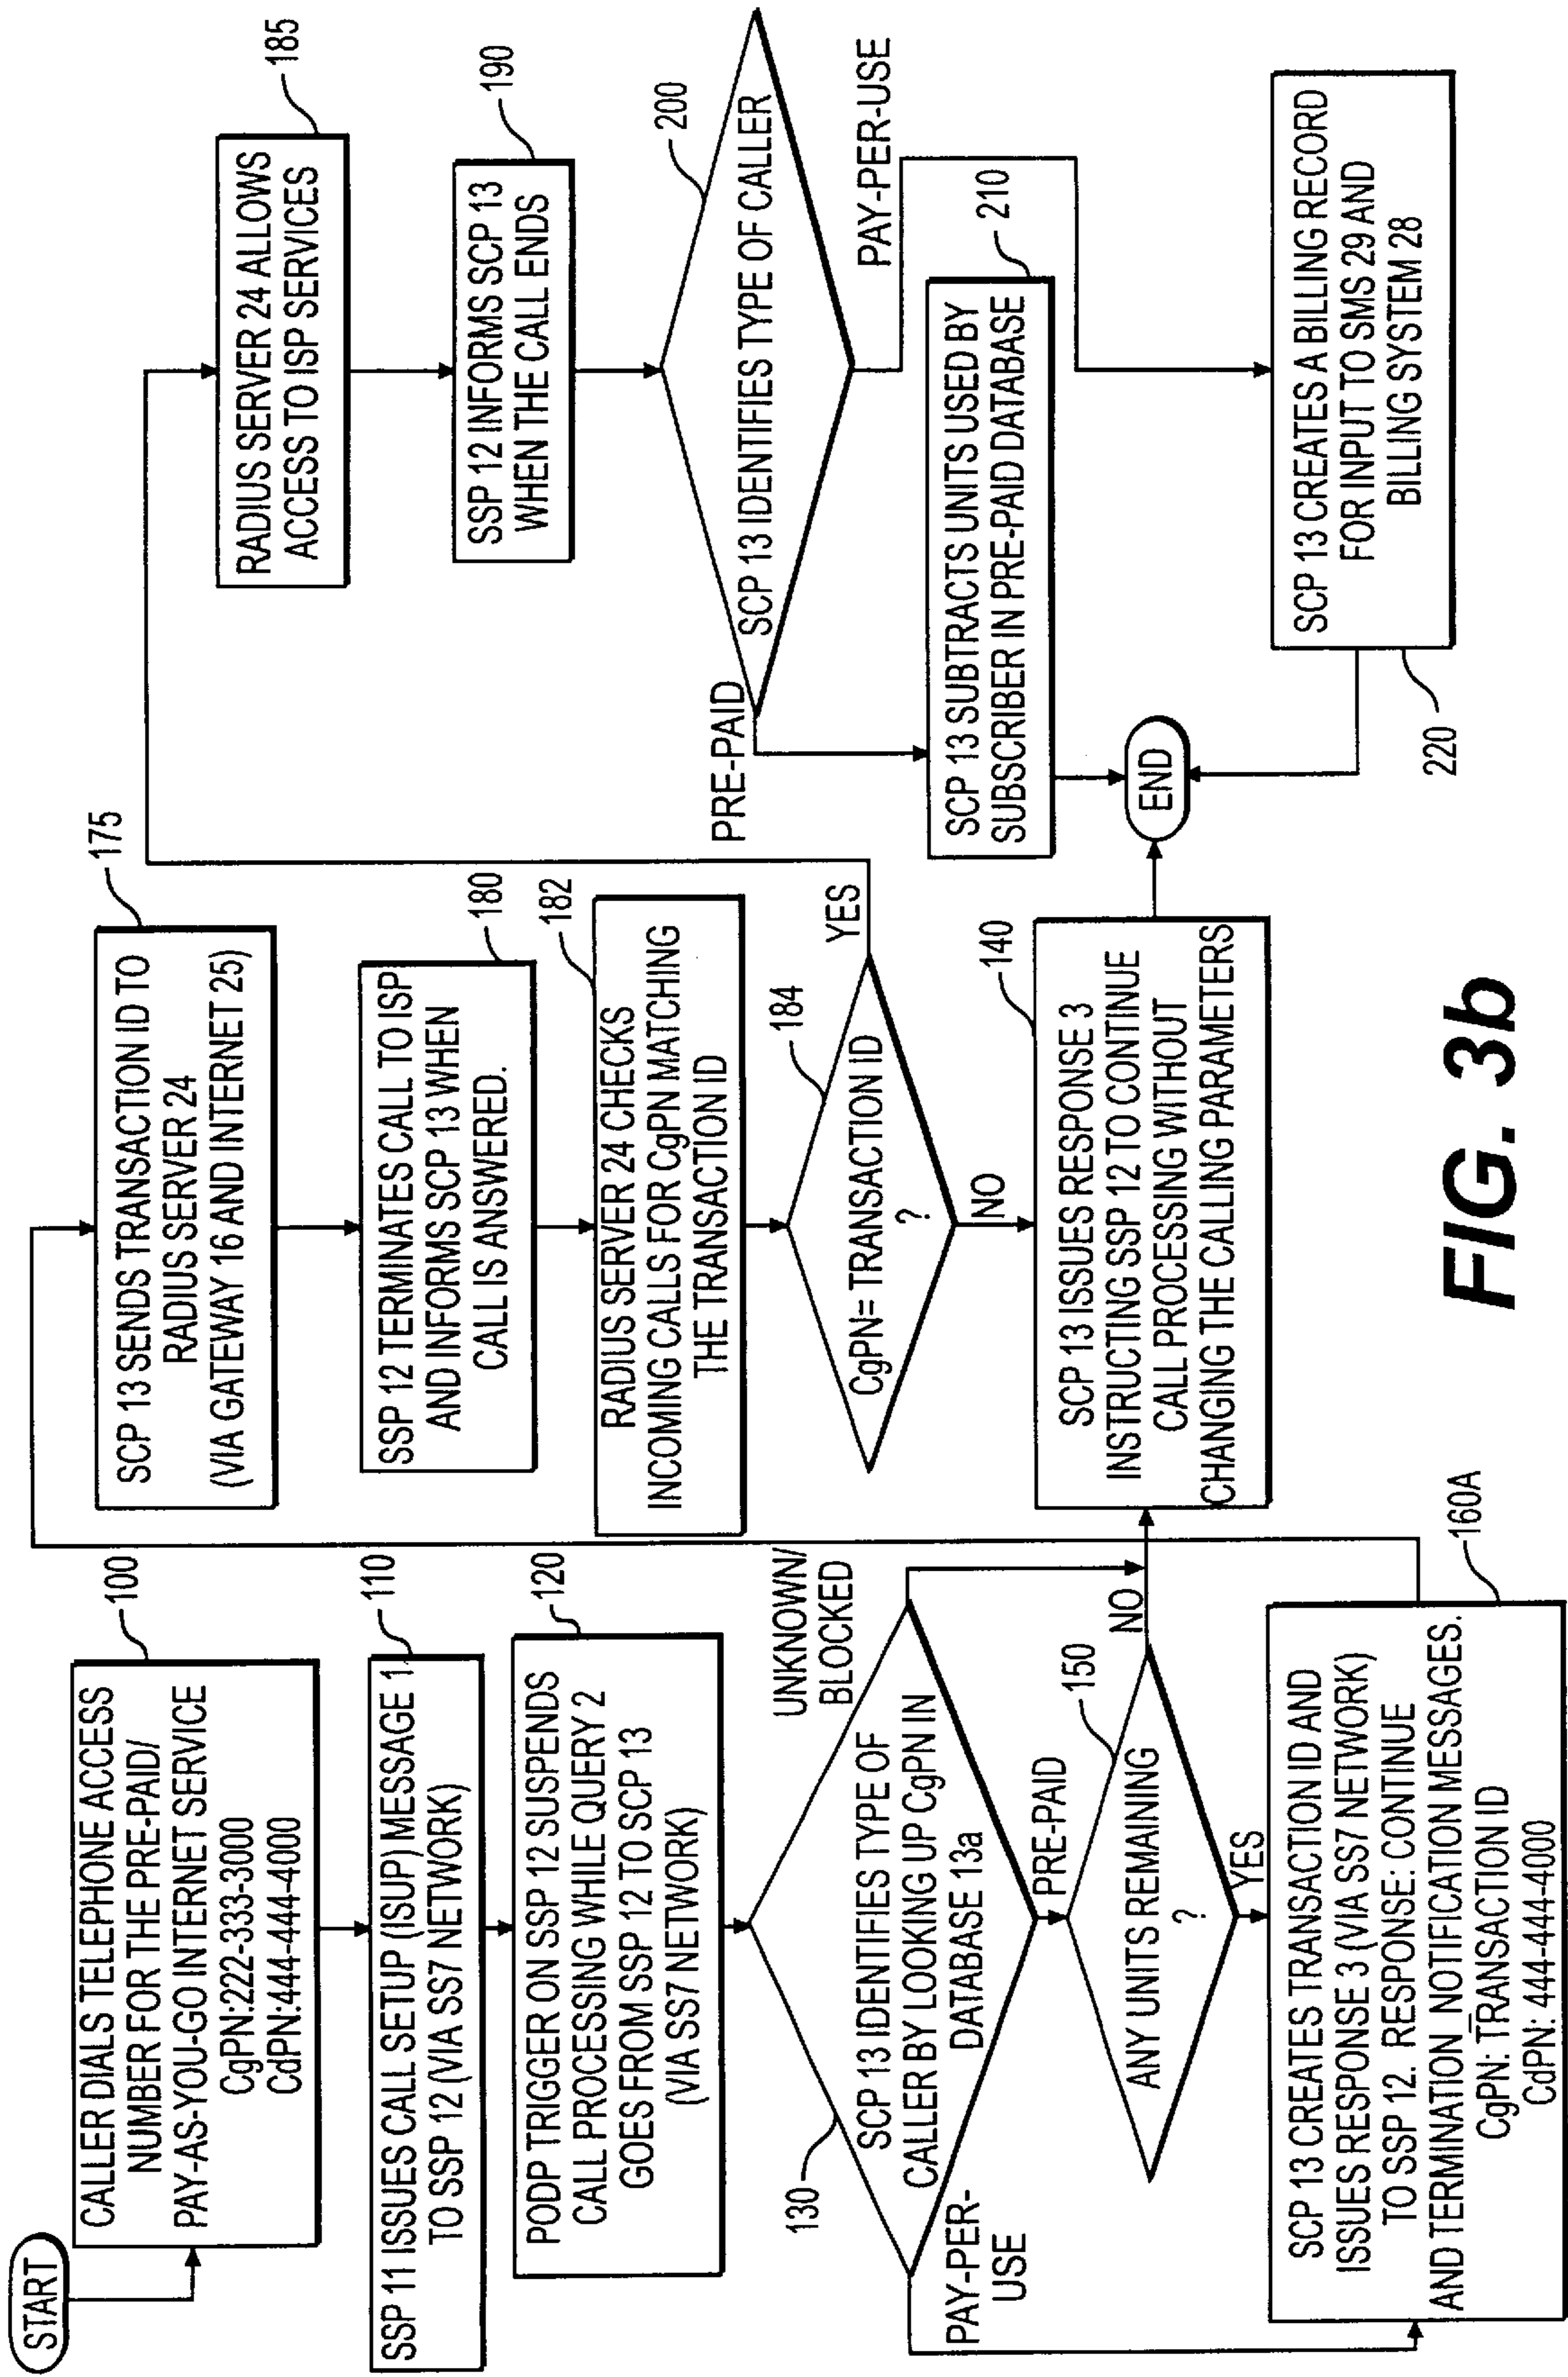 START
CALLER DIALS TELEPHONE ACCESS
NUMBER FOR THE PRE-PAID/
PAY-AS-YOU-GO INTERNET SERVICE
CgPN:222-333-3000
CdPN:444-444-4000
100
SSP 11 ISSUES CALL SETUP (ISUP) MESSAGE 1
TO SSP 12 (VIA SS7 NETWORK)
110
PODP TRIGGER ON SSP 12 SUSPENDS
CALL PROCESSING WHILE QUERY 2
GOES FROM SSP 12 TO SCP 13
(VIA SS7 NETWORK)
120
130
SCP 13 IDENTIFIES TYPE OF
CALLER BY LOOKING UP CgPN IN
DATABASE 13a
UNKNOWN/
BLOCKED
PAY-PER-
USE
PRE-PAID
150
ANY UNITS REMAINING
?
NO
YES
SCP 13 CREATES TRANSACTION ID AND
ISSUES RESPONSE 3 (VIA SS7 NETWORK)
TO SSP 12. RESPONSE: CONTINUE
AND TERMINATION_NOTIFICATION MESSAGES.
CgPN: TRANSACTION ID
CdPN: 444-444-4000
160A
SCP 13 SENDS TRANSACTION ID TO
RADIUS SERVER 24
(VIA GATEWAY 16 AND INTERNET 25)
175
SSP 12 TERMINATES CALL TO ISP
AND INFORMS SCP 13 WHEN
CALL IS ANSWERED.
180
RADIUS SERVER 24 CHECKS
INCOMING CALLS FOR CgPN MATCHING
THE TRANSACTION ID
182
184
CgPN= TRANSACTION ID
?
YES
NO
SCP 13 ISSUES RESPONSE 3
INSTRUCTING SSP 12 TO CONTINUE
CALL PROCESSING WITHOUT
CHANGING THE CALLING PARAMETERS
140
RADIUS SERVER 24 ALLOWS
ACCESS TO ISP SERVICES
185
SSP 12 INFORMS SCP 13
WHEN THE CALL ENDS
190
200
SCP 13 IDENTIFIES TYPE OF CALLER
PRE-PAID
PAY-PER-USE
SCP 13 SUBTRACTS UNITS USED BY
SUBSCRIBER IN PRE-PAID DATABASE
210
END
SCP 13 CREATES A BILLING RECORD
FOR INPUT TO SMS 29 AND
BILLING SYSTEM 28
220
FIG. 3b